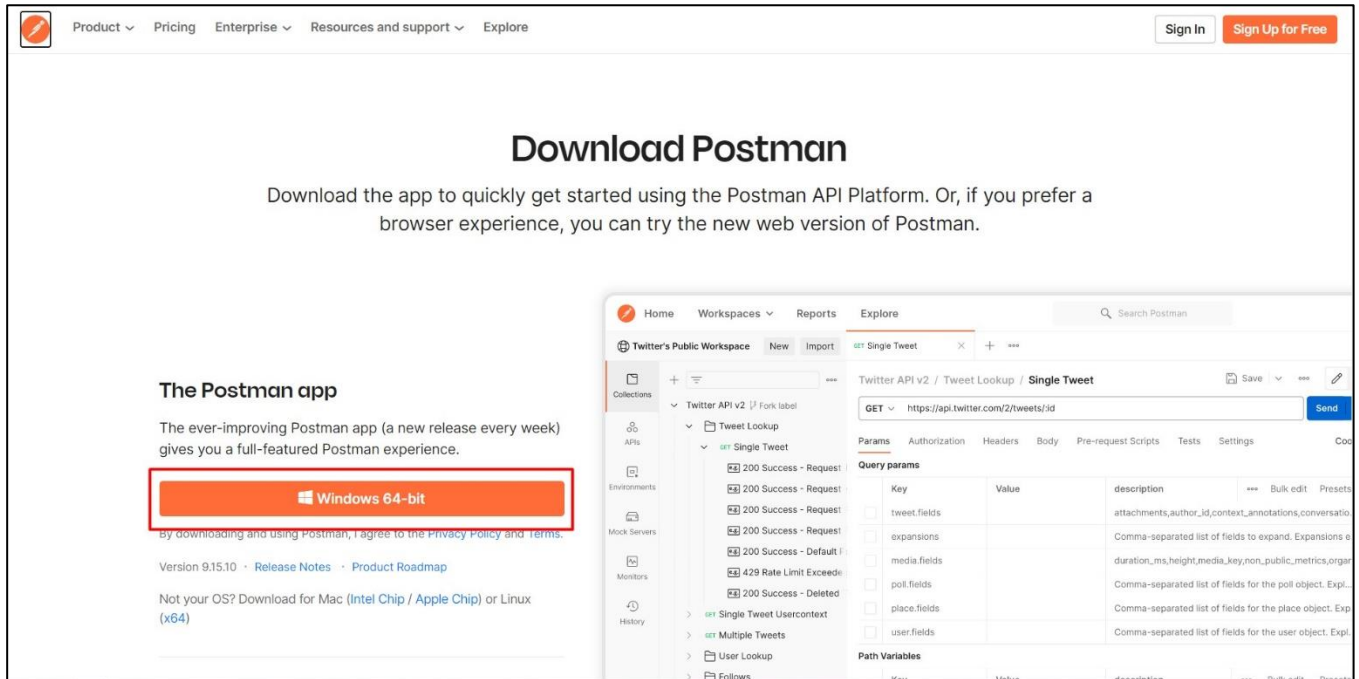 Product Pricing Enterprise Resources and support Explore Sign In Sign Up for Free
Download Postman
Download the app to quickly get started using the Postman API Platform. Or, if you prefer a
browser experience, you can try the new web version of Postman.
The Postman app
The ever-improving Postman app (a new release every week)
gives you a full-featured Postman experience.
Windows 64-bit
By downloading and using Postman, I agree to the Privacy Policy and Terms.
Version 9.15.10 · Release Notes · Product Roadmap
Not your OS? Download for Mac (Intel Chip / Apple Chip) or Linux
(x64)
Home Workspaces Reports Explore Search Postman
Twitter's Public Workspace New Import GET Single Tweet
Collections
APIs
Environments
Mock Servers
Monitors
History
Twitter API v2 Fork label
Tweet Lookup
GET Single Tweet
200 Success - Request
200 Success - Request
200 Success - Request
200 Success - Request
200 Success - Default
429 Rate Limit Exceede
200 Success - Deleted
GET Single Tweet Usercontext
GET Multiple Tweets
User Lookup
Follows
Twitter API v2 / Tweet Lookup / Single Tweet Save
GET https://api.twitter.com/2/tweets/:id Send
Params Authorization Headers Body Pre-request Scripts Tests Settings Coo
Query params
Key Value description Bulk edit Presets
tweet.fields attachments,author_id,context_annotations,conversatio...
expansions Comma-separated list of fields to expand. Expansions e
media.fields duration_ms,height,media_key,non_public_metrics,organ
poll.fields Comma-separated list of fields for the poll object. Expl...
place.fields Comma-separated list of fields for the place object. Exp
user.fields Comma-separated list of fields for the user object. Expl.
Path Variables